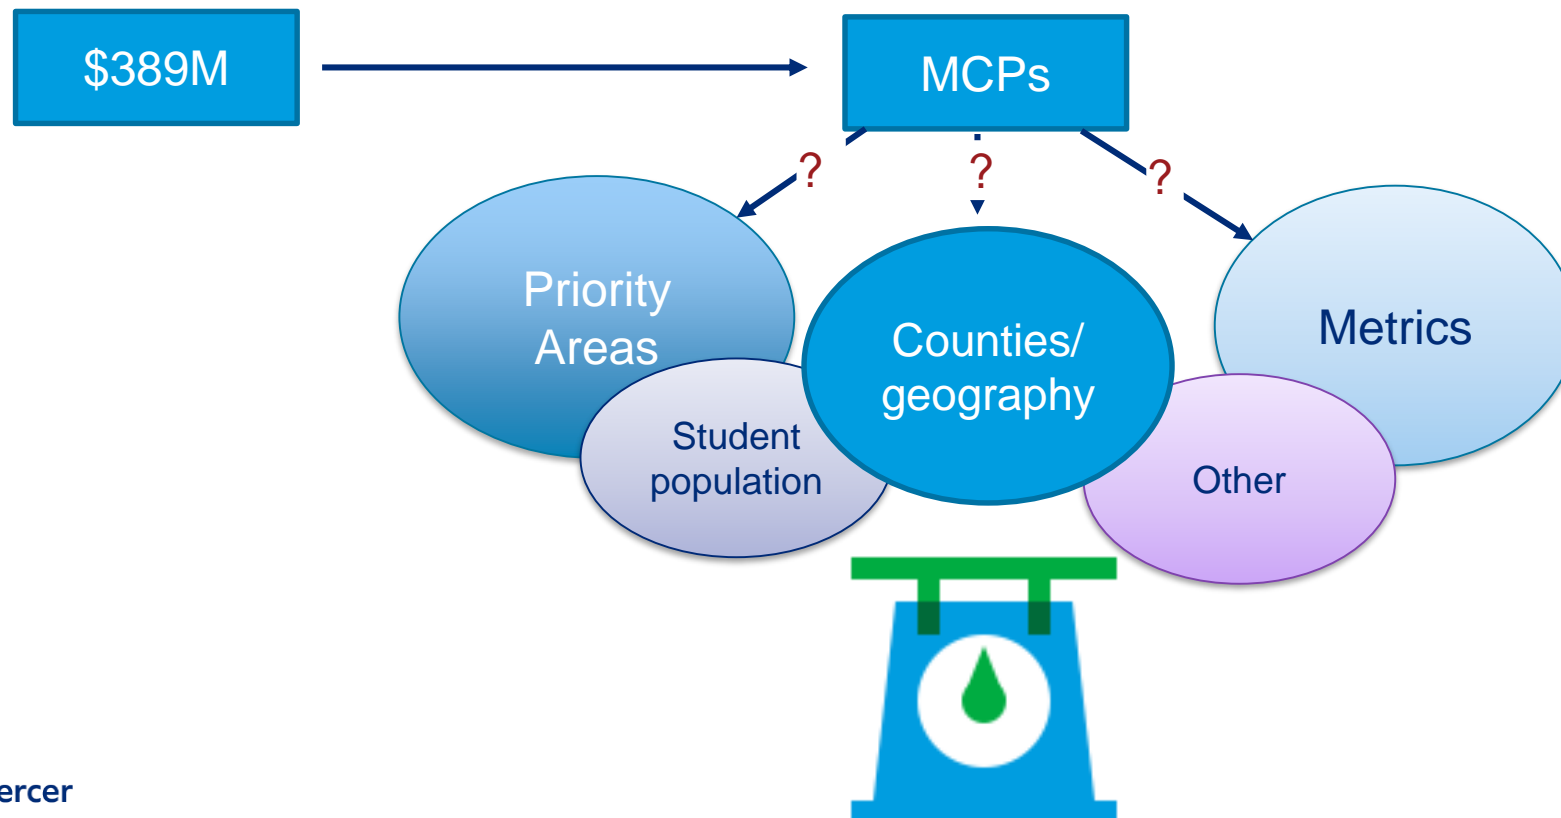 $389M
MCPs
?
?
?
Priority
Areas
Counties/
geography
Metrics
Student
population
Other
ercer